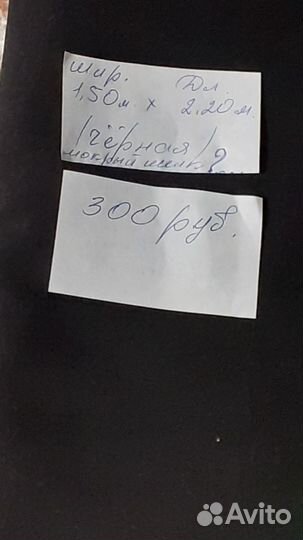 Шир. Дл.
1,50м. х 2,20м.
/чёрная/
мокрый шелк?
300 руб.
Avito